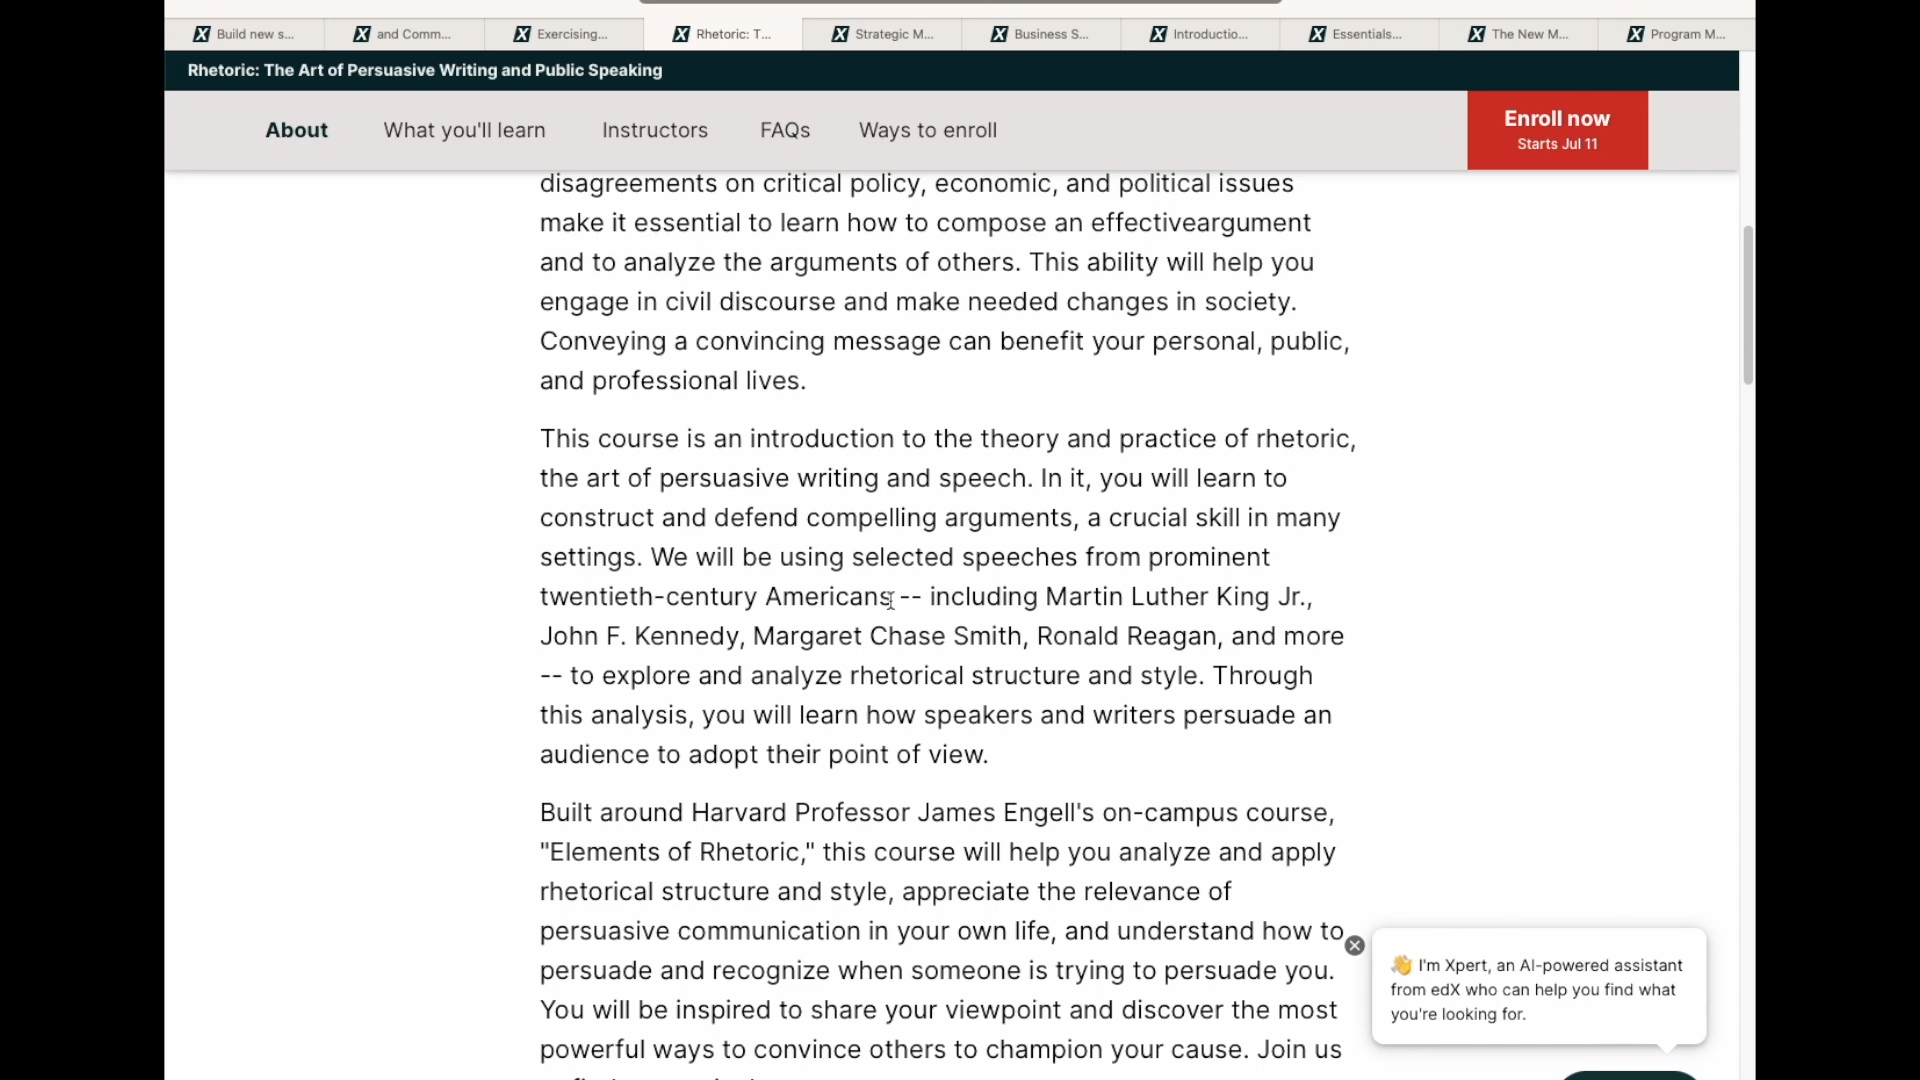 Build new s...
and Comm...
Exercising...
Rhetoric: T...
Strategic M...
Business S...
Introductio...
Essentials...
The New M...
Program M...
Rhetoric: The Art of Persuasive Writing and Public Speaking
About
What you'll learn
Instructors
FAQs
Ways to enroll
Enroll now
Starts Jul 11
disagreements on critical policy, economic, and political issues
make it essential to learn how to compose an effectiveargument
and to analyze the arguments of others. This ability will help you
engage in civil discourse and make needed changes in society.
Conveying a convincing message can benefit your personal, public,
and professional lives.
This course is an introduction to the theory and practice of rhetoric,
the art of persuasive writing and speech. In it, you will learn to
construct and defend compelling arguments, a crucial skill in many
settings. We will be using selected speeches from prominent
twentieth-century Americans -- including Martin Luther King Jr.,
John F. Kennedy, Margaret Chase Smith, Ronald Reagan, and more
-- to explore and analyze rhetorical structure and style. Through
this analysis, you will learn how speakers and writers persuade an
audience to adopt their point of view.
Built around Harvard Professor James Engell's on-campus course,
"Elements of Rhetoric," this course will help you analyze and apply
rhetorical structure and style, appreciate the relevance of
persuasive communication in your own life, and understand how to
persuade and recognize when someone is trying to persuade you.
You will be inspired to share your viewpoint and discover the most
powerful ways to convince others to champion your cause. Join us
👋 I'm Xpert, an AI-powered assistant
from edX who can help you find what
you're looking for.